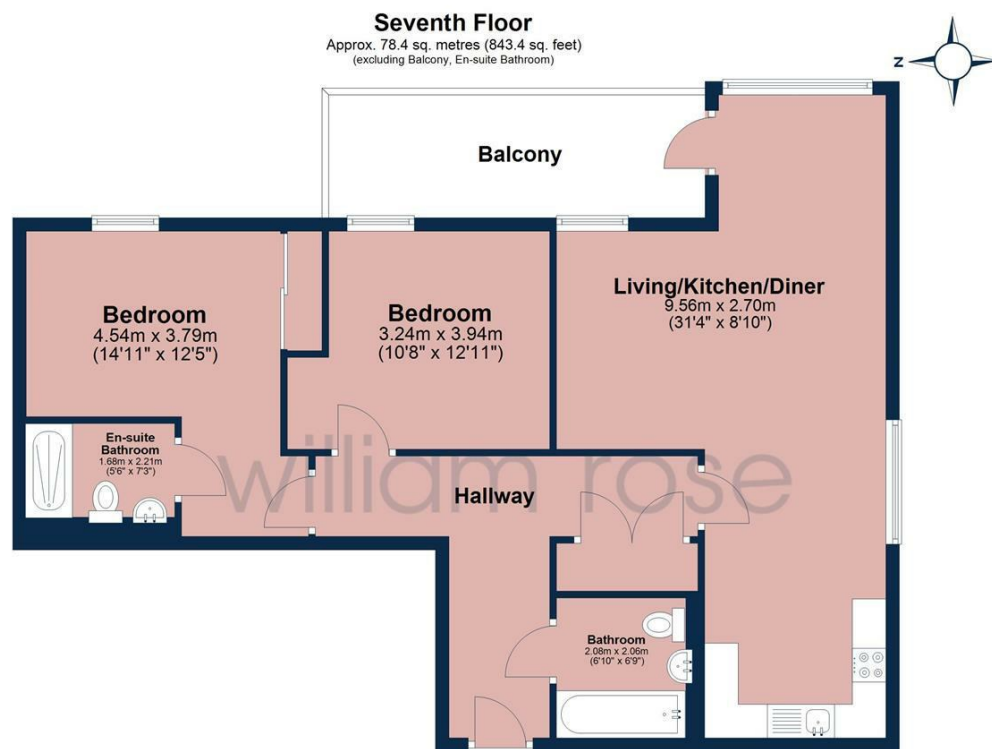 Seventh Floor
Approx. 78.4 sq. metres (843.4 sq. feet)
(excluding Balcony, En-suite Bathroom)
N
Balcony
Living/Kitchen/Diner
9.56m x 2.70m
(31'4" x 8'10")
Bedroom
4.54m x 3.79m
(14'11" x 12'5")
Bedroom
3.24m x 3.94m
(10'8" x 12'11")
En-suite
Bathroom
1.68m x 2.21m
(5'6" x 7'3")
william rose
Hallway
Bathroom
2.08m x 2.06m
(6'10" x 6'9")